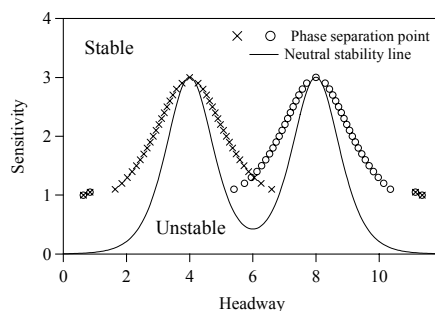 Stable
× ○ Phase separation point
Neutral stability line
4
3
2
1
0
Sensitivity
Unstable
0 2 4 6 8 10
Headway